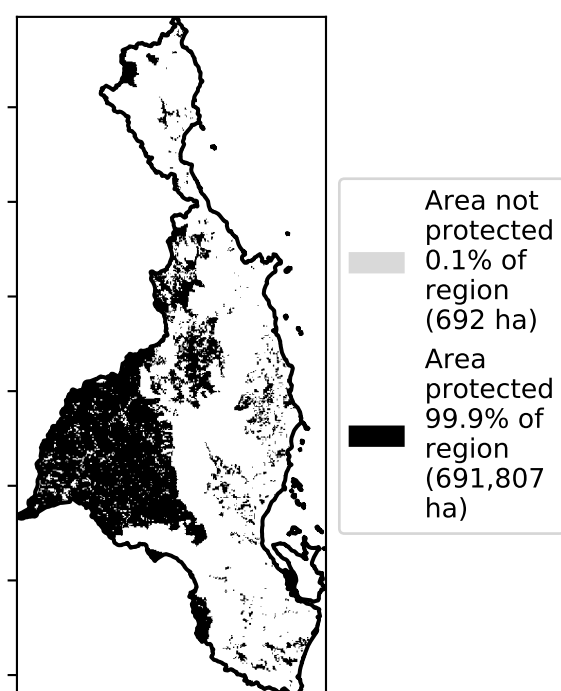 Area not
protected
0.1% of
region
(692 ha)
Area
protected
99.9% of
region
(691,807
ha)